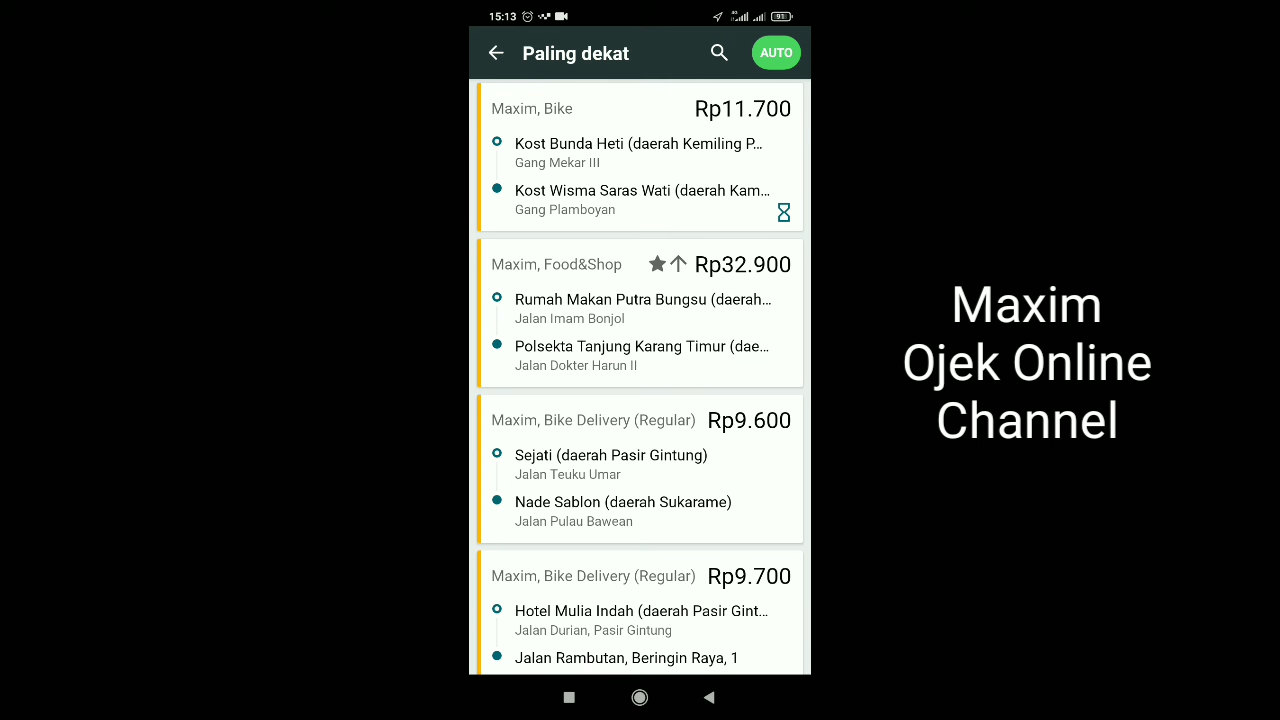 15:13
4G
91
Paling dekat
AUTO
Maxim, Bike
Rp11.700
Kost Bunda Heti (daerah Kemiling P...
Gang Mekar III
Kost Wisma Saras Wati (daerah Kam...
Gang Plamboyan
Maxim, Food&Shop
Rp32.900
Rumah Makan Putra Bungsu (daerah...
Jalan Imam Bonjol
Polsekta Tanjung Karang Timur (dae...
Jalan Dokter Harun II
Maxim, Bike Delivery (Regular)
Rp9.600
Sejati (daerah Pasir Gintung)
Jalan Teuku Umar
Nade Sablon (daerah Sukarame)
Jalan Pulau Bawean
Maxim, Bike Delivery (Regular)
Rp9.700
Hotel Mulia Indah (daerah Pasir Gint...
Jalan Durian, Pasir Gintung
Jalan Rambutan, Beringin Raya, 1
Maxim
Ojek Online
Channel